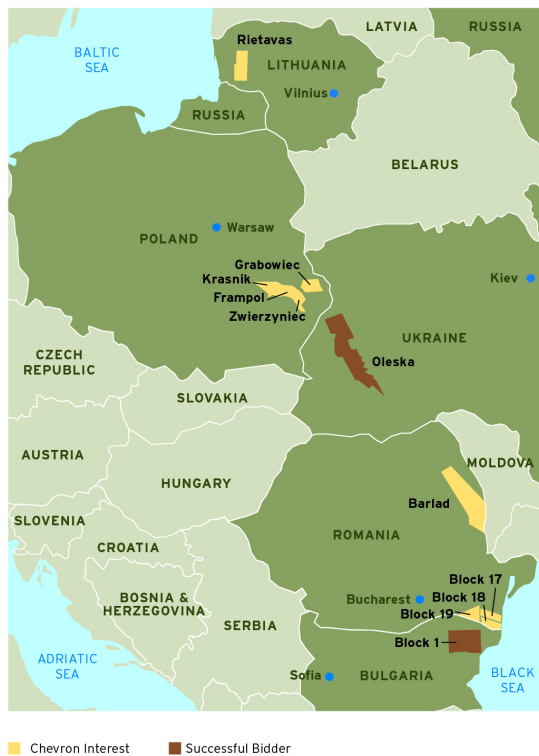 LATVIA
RUSSIA
Rietavas
BALTIC
SEA
LITHUANIA
Vilnius
RUSSIA
BELARUS
Warsaw
POLAND
Grabowiec
Krasnik
Frampol
Zwierzyniec
Kiev
UKRAINE
Oleska
CZECH
REPUBLIC
SLOVAKIA
AUSTRIA
HUNGARY
MOLDOVA
Barlad
SLOVENIA
ROMANIA
CROATIA
Block 17
Block 18
Bucharest
Block 19
BOSNIA &
HERZEGOVINA
SERBIA
Block 1
ADRIATIC
SEA
Sofia
BULGARIA
BLACK
SEA
Chevron Interest
Successful Bidder